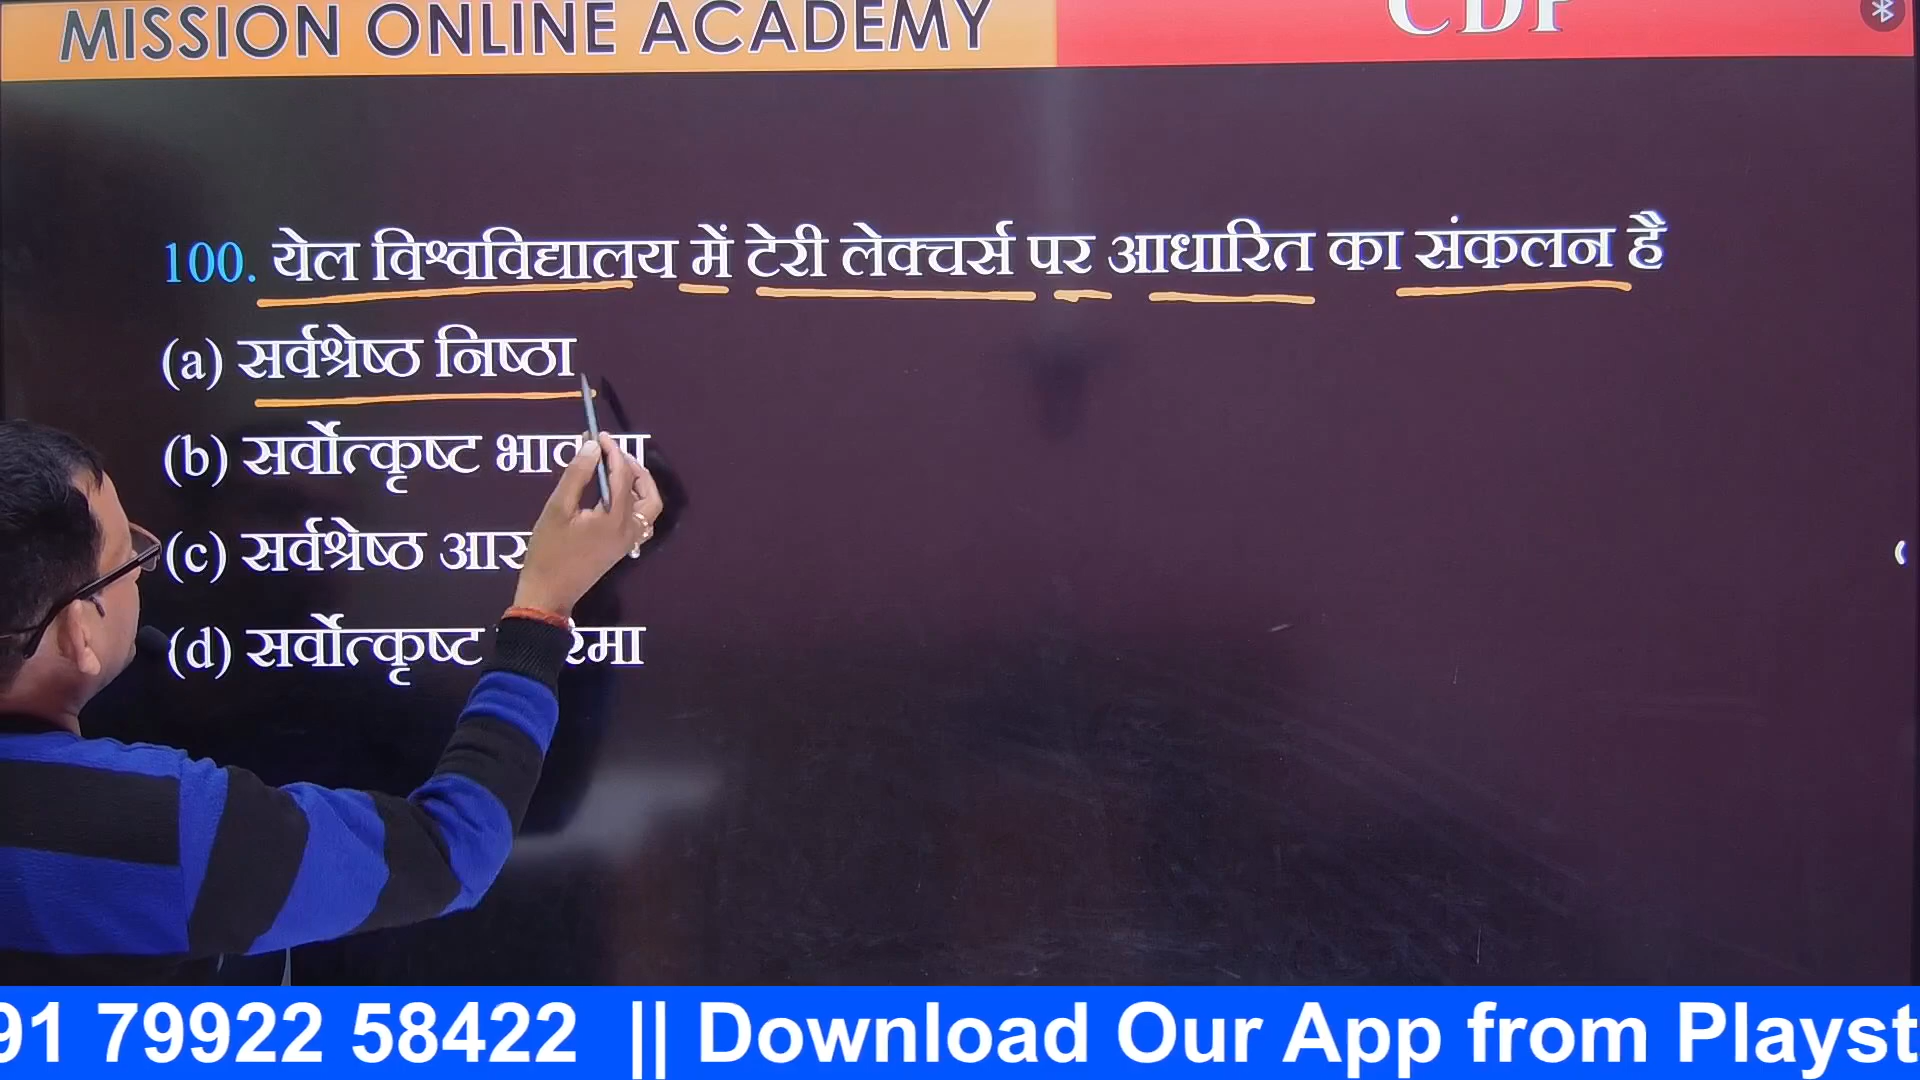 MISSION ONLINE ACADEMY
CDP
100. येल विश्वविद्यालय में टेरी लेक्चर्स पर आधारित का संकलन है
(a) सर्वश्रेष्ठ निष्ठा
(b) सर्वोत्कृष्ट
(c) सर्वश्रेष्ठ
(d) सर्वोत्कृष्ट
91 79922 58422 || Download Our App from Playst